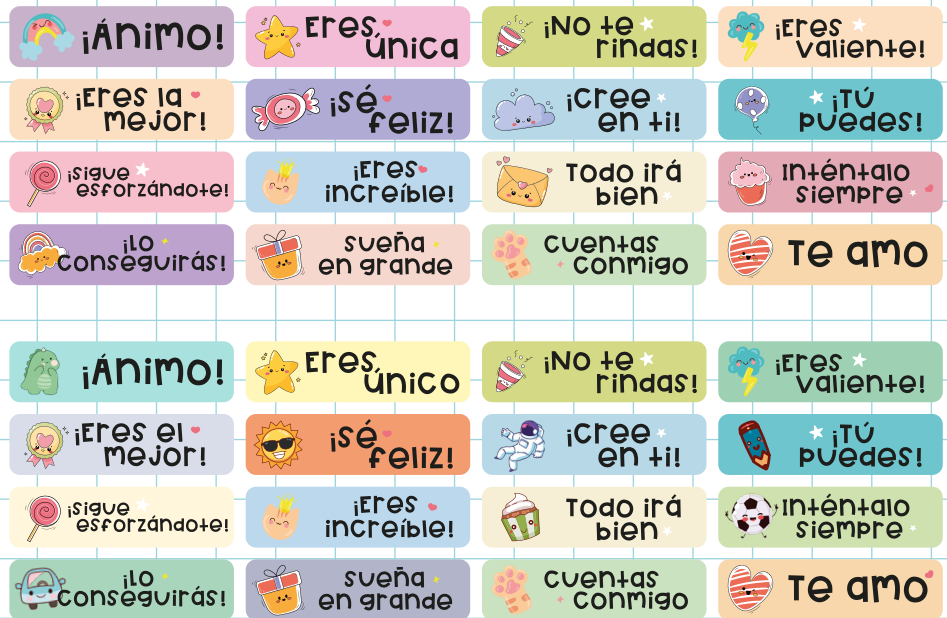 ¡Ánimo!
Eres
única
¡No te
rindas!
¡Eres
valiente!
¡Eres la
mejor!
¡Sé
feliz!
¡Cree
en ti!
¡Tú
puedes!
¡Sigue
esforzándote!
¡Eres
increíble!
Todo irá
bien
Inténtalo
siempre
¡Lo
conseguirás!
Sueña
en grande
Cuentas
conmigo
Te amo
¡Ánimo!
Eres
único
¡No te
rindas!
¡Eres
valiente!
¡Eres el
mejor!
¡Sé
feliz!
¡Cree
en ti!
¡Tú
puedes!
¡Sigue
esforzándote!
¡Eres
increíble!
Todo irá
bien
Inténtalo
siempre
¡Lo
conseguirás!
Sueña
en grande
Cuentas
conmigo
Te amo